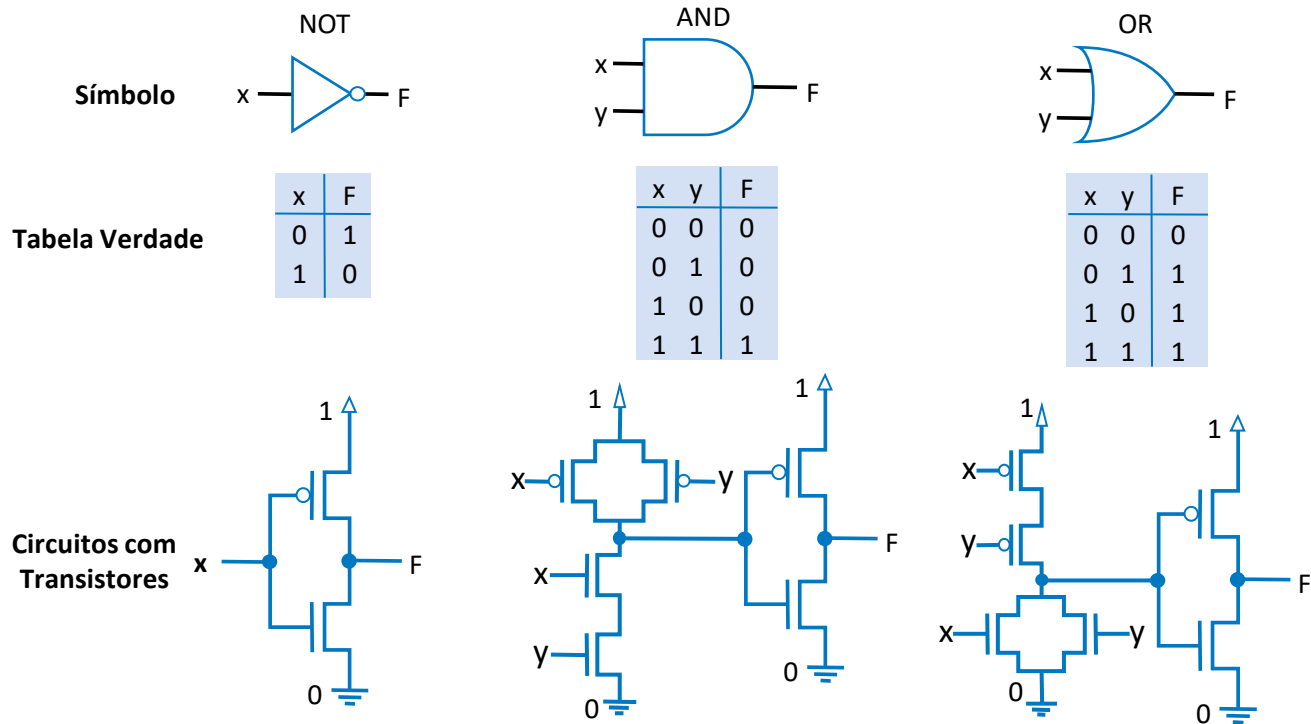 NOT AND OR
Símbolo
x F
x
y F
x
y F
Tabela Verdade
x F
0 1
1 0
x y F
0 0 0
0 1 0
1 0 0
1 1 1
x y F
0 0 0
0 1 1
1 0 1
1 1 1
Circuitos com
Transistores
1
x F
0
1 1
x y
F
x
y
0 0
1 1
x
y
F
x y
0 0